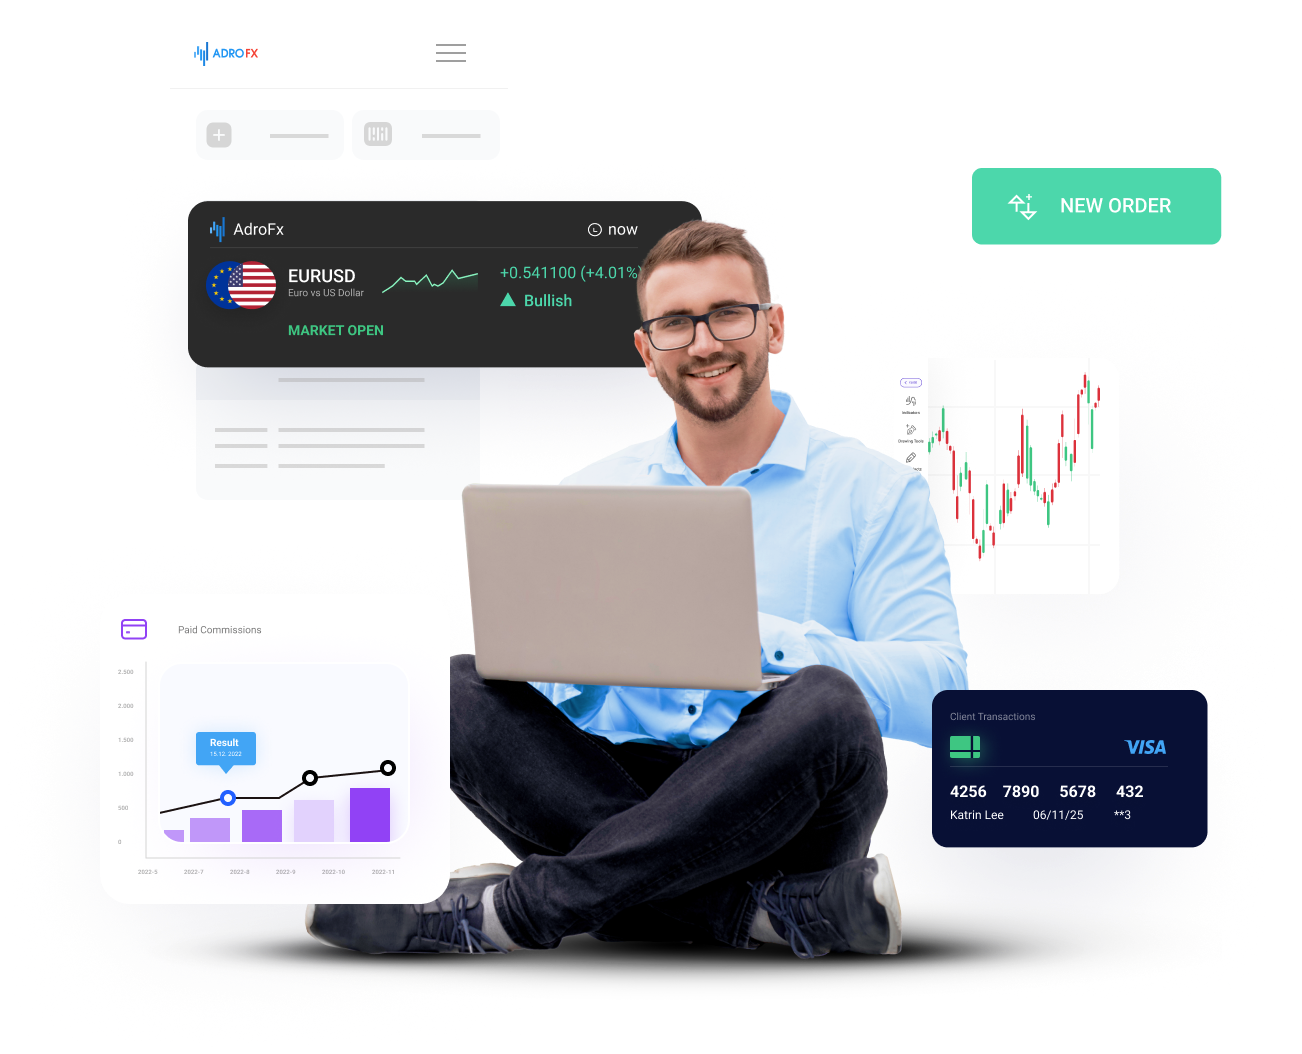 ADROFX
NEW ORDER
AdroFx
now
EURUSD
Euro vs US Dollar
+0.541100 (+4.01%)
Bullish
MARKET OPEN
Indicators
Drawing Tools
Paid Commissions
2.500
2.000
1.500
1.000
500
0
Result
15.12. 2022
2022-5 2022-7 2022-8 2022-9 2022-10 2022-11
Client Transactions
VISA
4256 7890 5678 432
Katrin Lee 06/11/25 **3